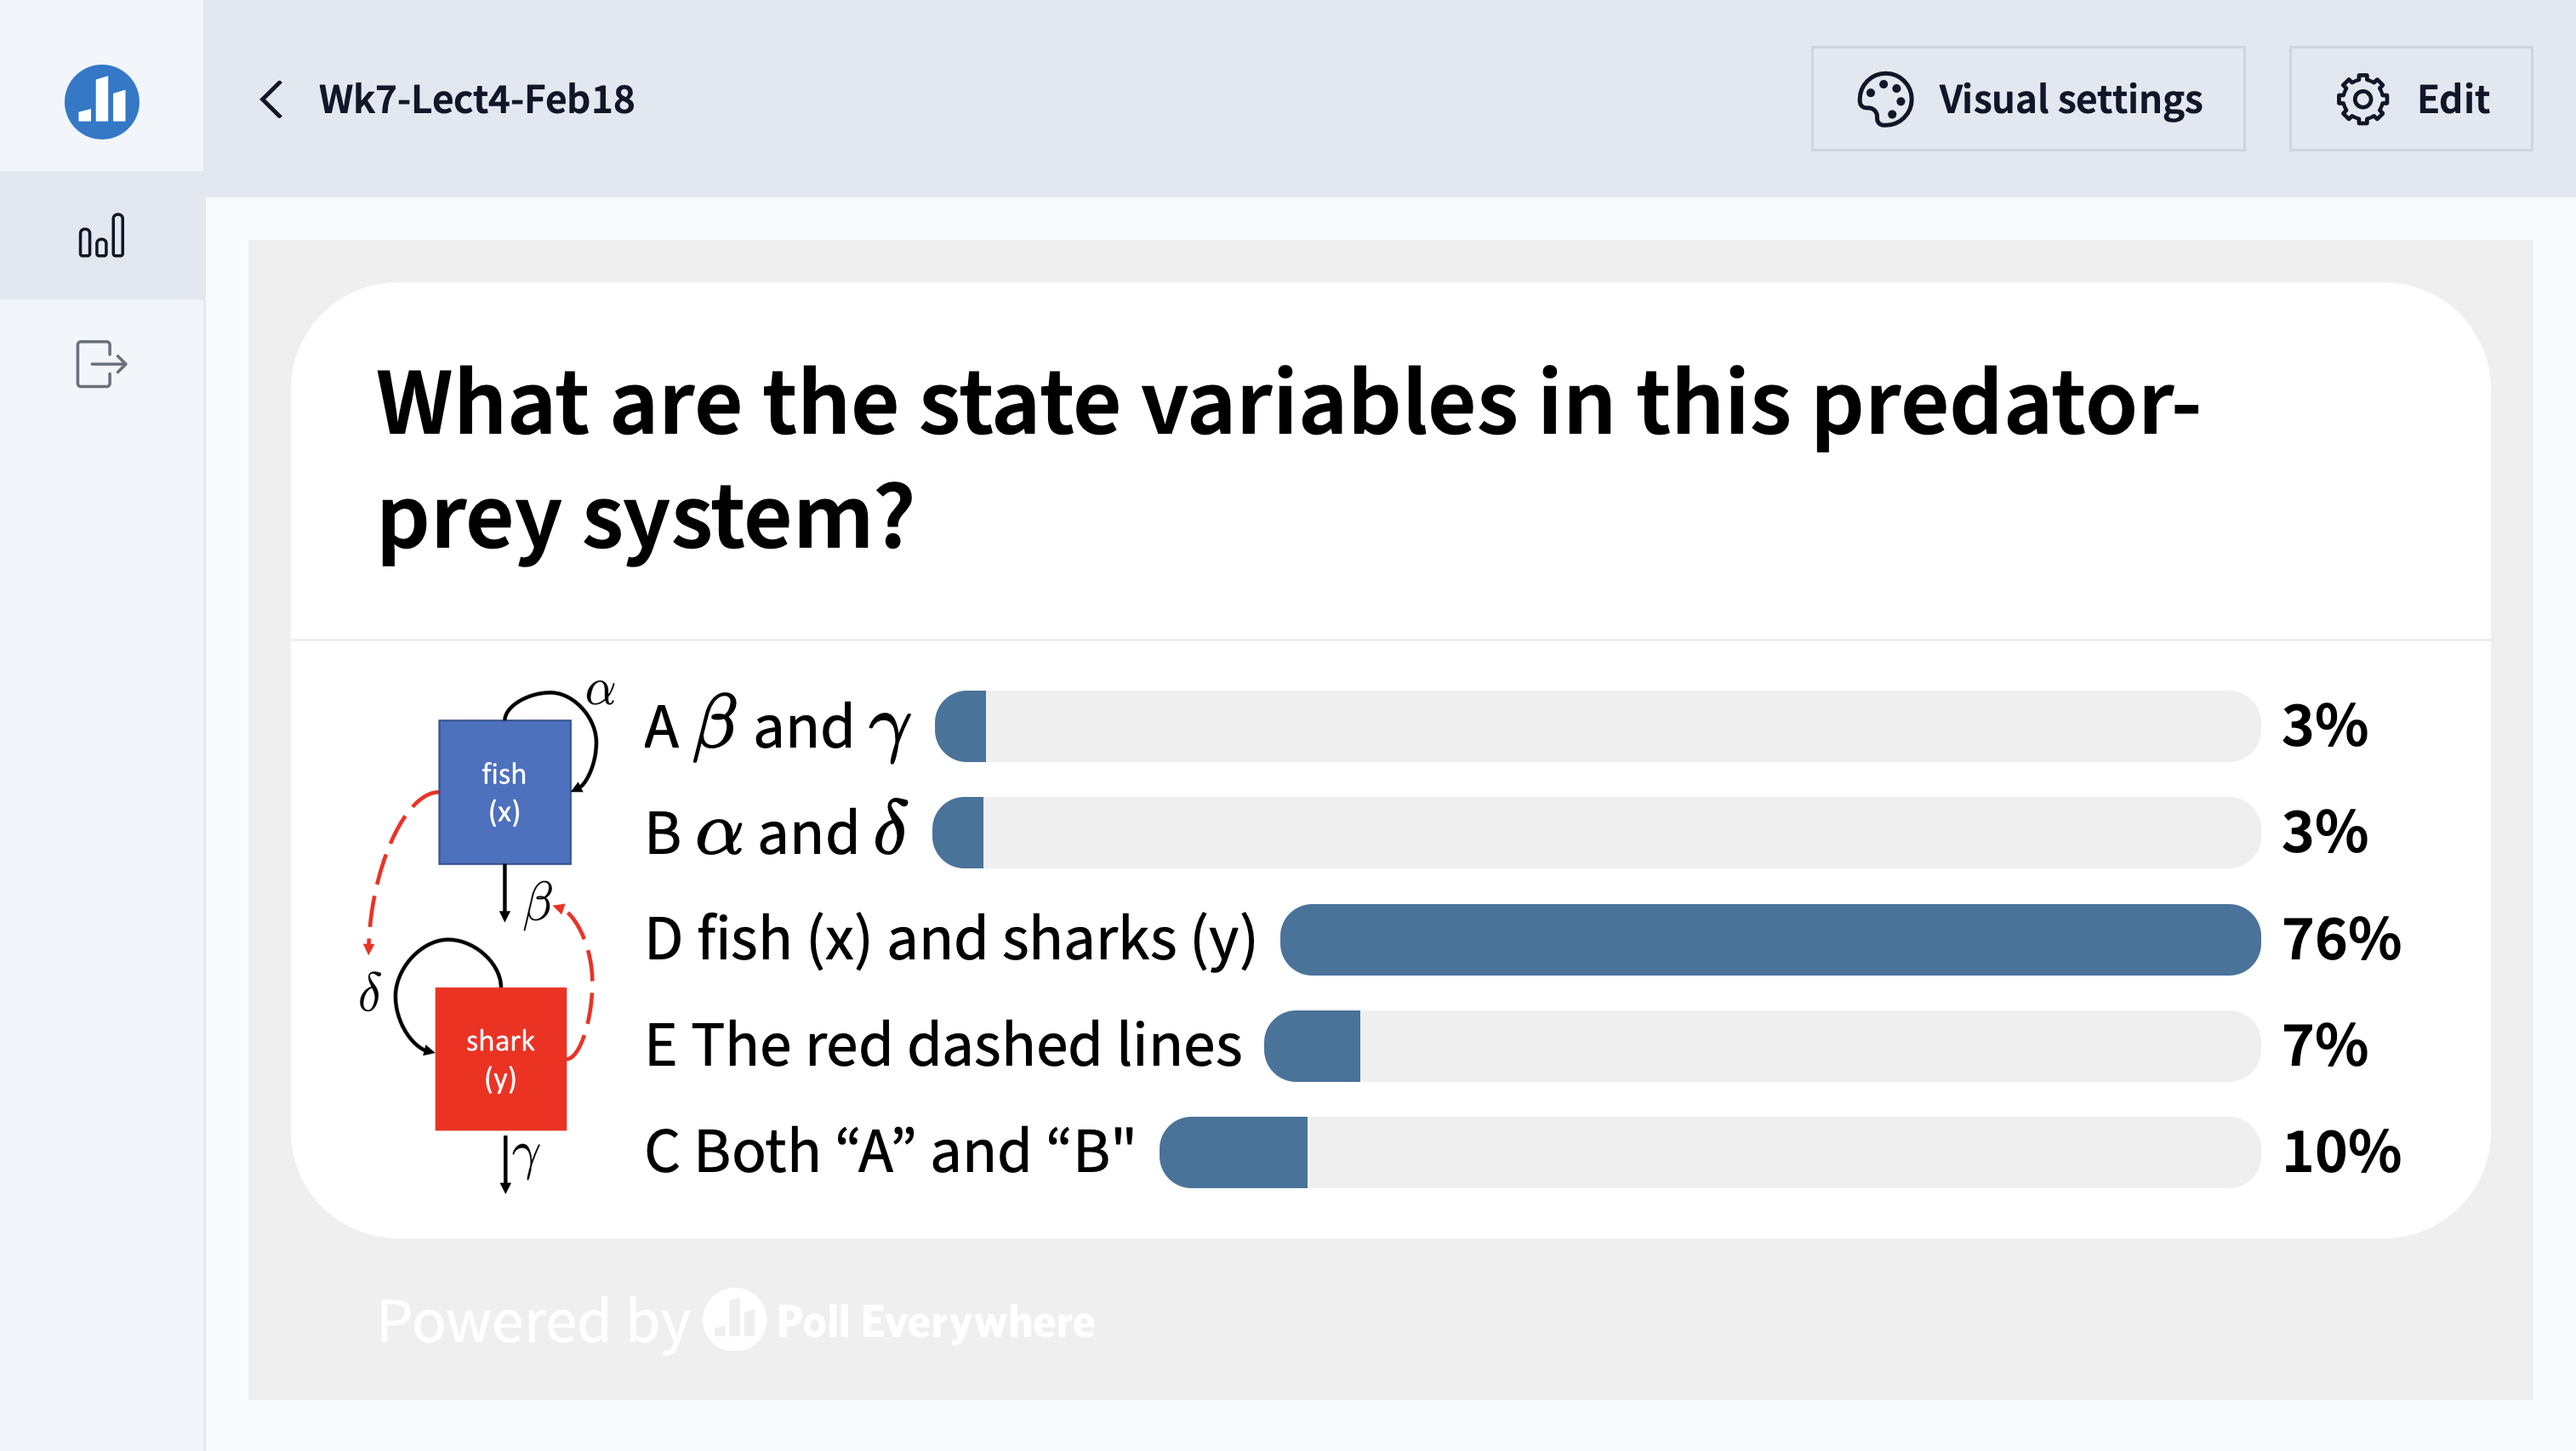 Wk7-Lect4-Feb18
Visual settings
Edit
What are the state variables in this predator-
prey system?
α
fish
(x)
β
δ
shark
(y)
γ
A β and γ
3%
B α and δ
3%
D fish (x) and sharks (y)
76%
E The red dashed lines
7%
C Both “A” and “B"
10%
Powered by Poll Everywhere